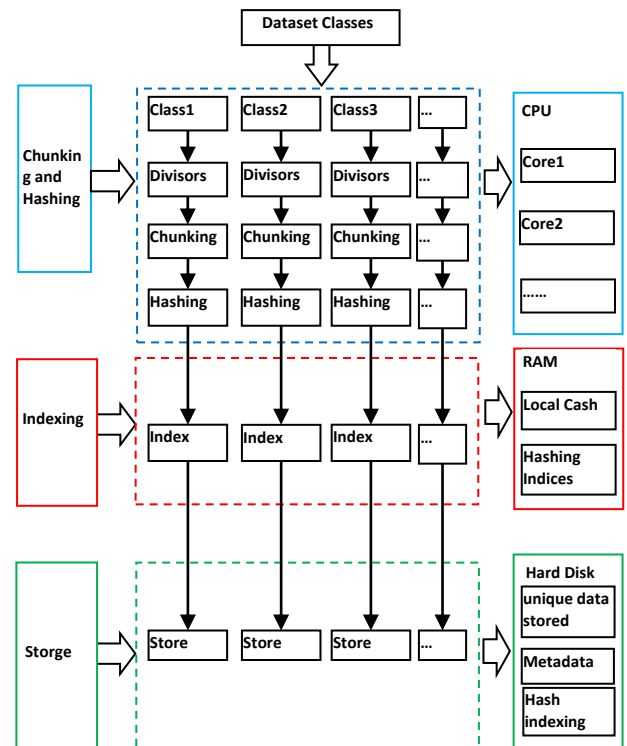 Dataset Classes
Chunkin
g and
Hashing
Class1
Class2
Class3
...
Divisors
Divisors
Divisors
...
Chunking
Chunking
Chunking
...
Hashing
Hashing
Hashing
...
CPU
Core1
Core2
......
Indexing
Index
Index
Index
...
RAM
Local Cash
Hashing
Indices
Storge
Store
Store
Store
...
Hard Disk
unique data
stored
Metadata
Hash
indexing